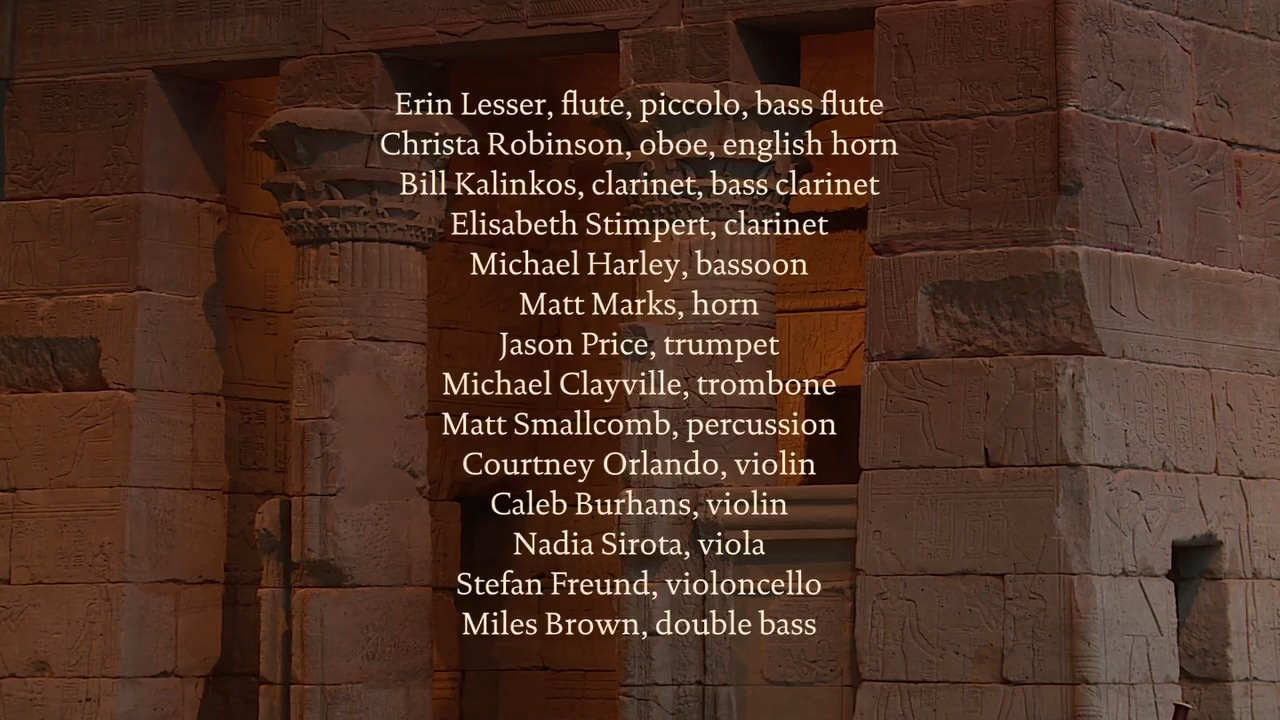 Erin Lesser, flute, piccolo, bass flute
Christa Robinson, oboe, english horn
Bill Kalinkos, clarinet, bass clarinet
Elisabeth Stimpert, clarinet
Michael Harley, bassoon
Matt Marks, horn
Jason Price, trumpet
Michael Clayville, trombone
Matt Smallcomb, percussion
Courtney Orlando, violin
Caleb Burhans, violin
Nadia Sirota, viola
Stefan Freund, violoncello
Miles Brown, double bass